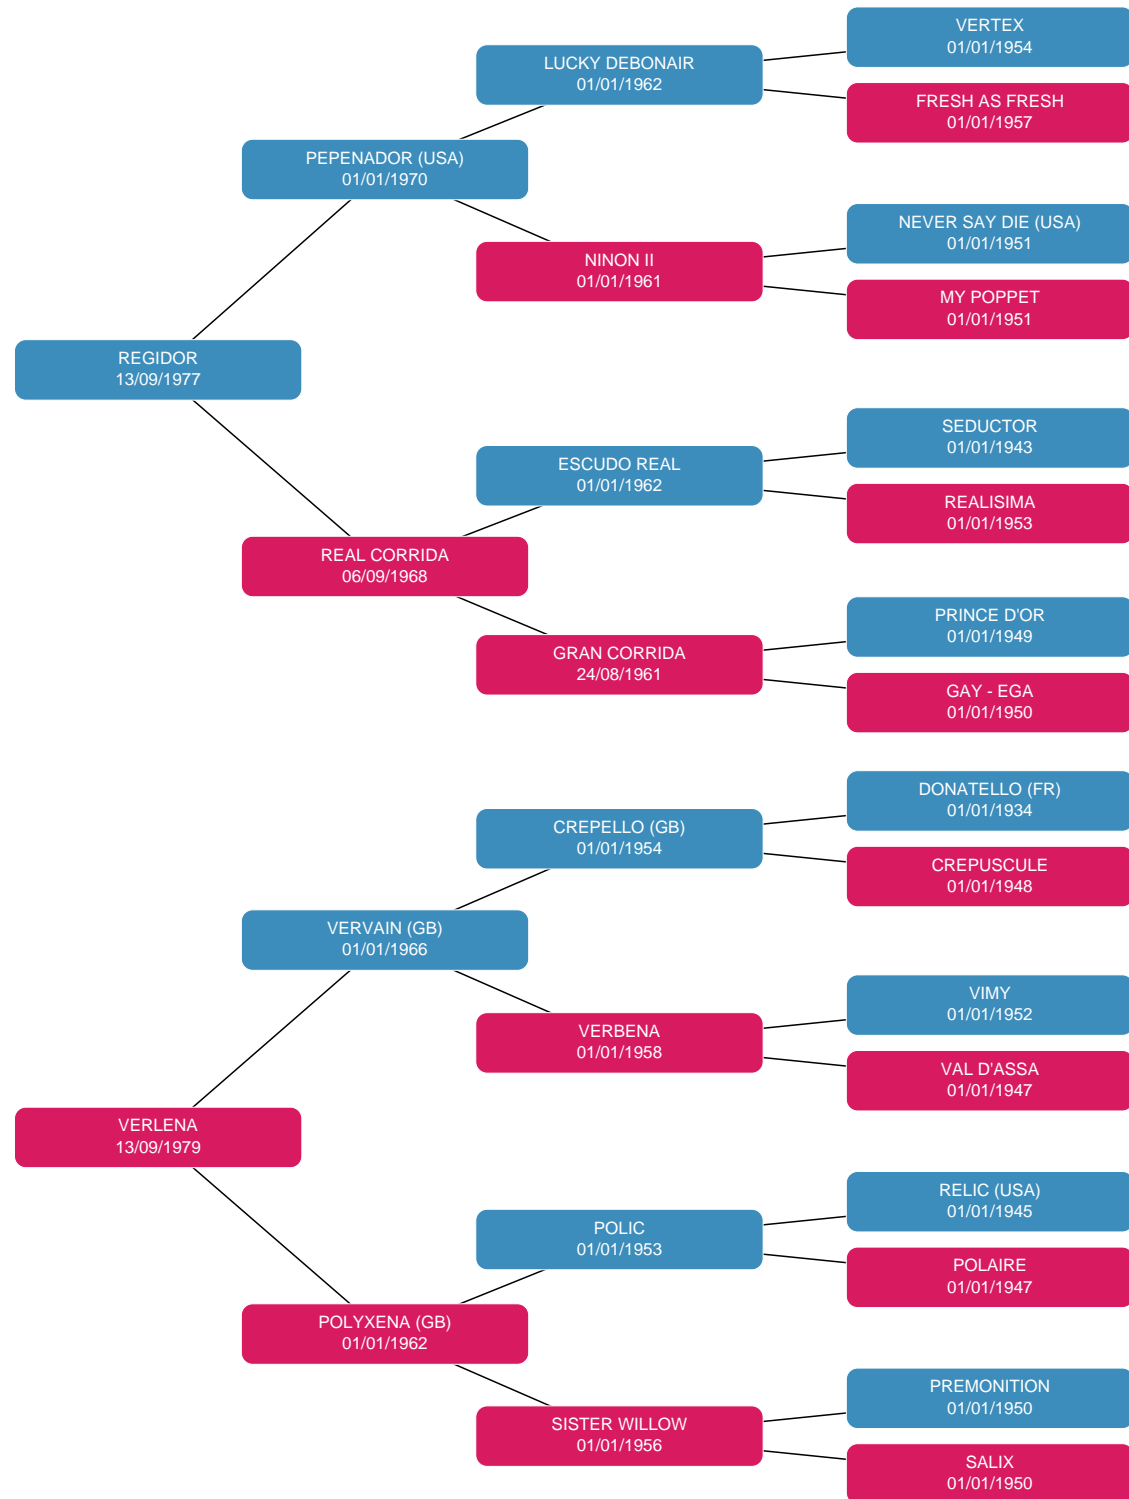 VERTEX
01/01/1954
LUCKY DEBONAIR
01/01/1962
FRESH AS FRESH
01/01/1957
PEPENADOR (USA)
01/01/1970
NEVER SAY DIE (USA)
01/01/1951
NINON II
01/01/1961
MY POPPET
01/01/1951
REGIDOR
13/09/1977
SEDUCTOR
01/01/1943
ESCUDO REAL
01/01/1962
REALISIMA
01/01/1953
REAL CORRIDA
06/09/1968
PRINCE D'OR
01/01/1949
GRAN CORRIDA
24/08/1961
GAY - EGA
01/01/1950
DONATELLO (FR)
01/01/1934
CREPELLO (GB)
01/01/1954
CREPUSCULE
01/01/1948
VERVAIN (GB)
01/01/1966
VIMY
01/01/1952
VERBENA
01/01/1958
VAL D'ASSA
01/01/1947
VERLENA
13/09/1979
RELIC (USA)
01/01/1945
POLIC
01/01/1953
POLAIRE
01/01/1947
POLYXENA (GB)
01/01/1962
PREMONITION
01/01/1950
SISTER WILLOW
01/01/1956
SALIX
01/01/1950